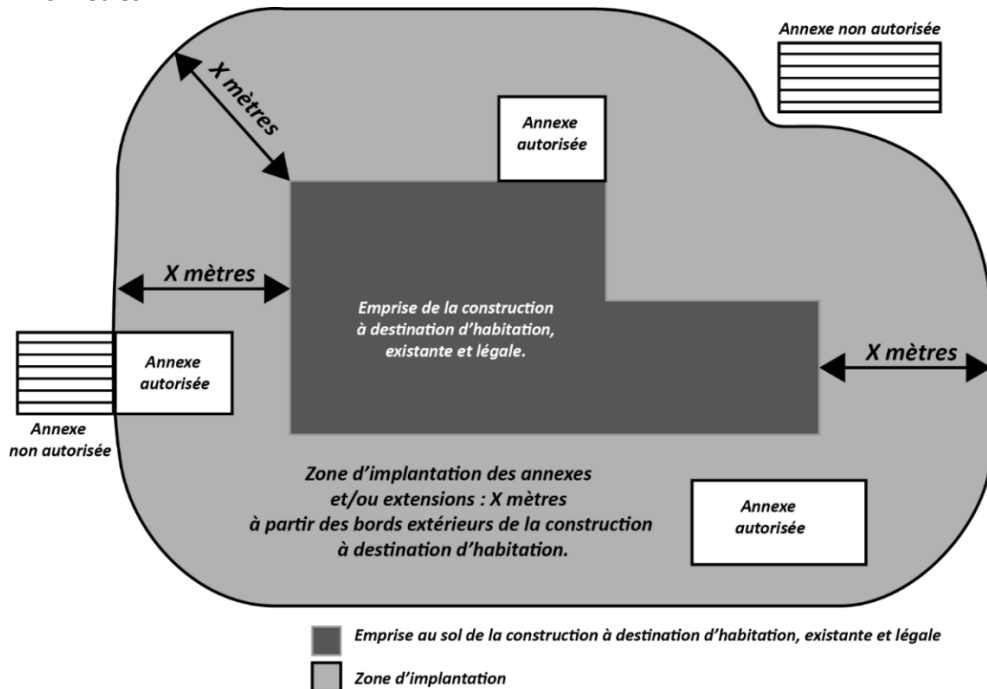 Annexe non autorisée
X mètres
Annexe
autorisée
X mètres
Emprise de la construction
à destination d'habitation,
existante et légale.
X mètres
Annexe
autorisée
Annexe
non autorisée
Zone d'implantation des annexes
et/ou extensions : X mètres
à partir des bords extérieurs de la construction
à destination d'habitation.
Annexe
autorisée
Emprise au sol de la construction à destination d'habitation, existante et légale
Zone d'implantation